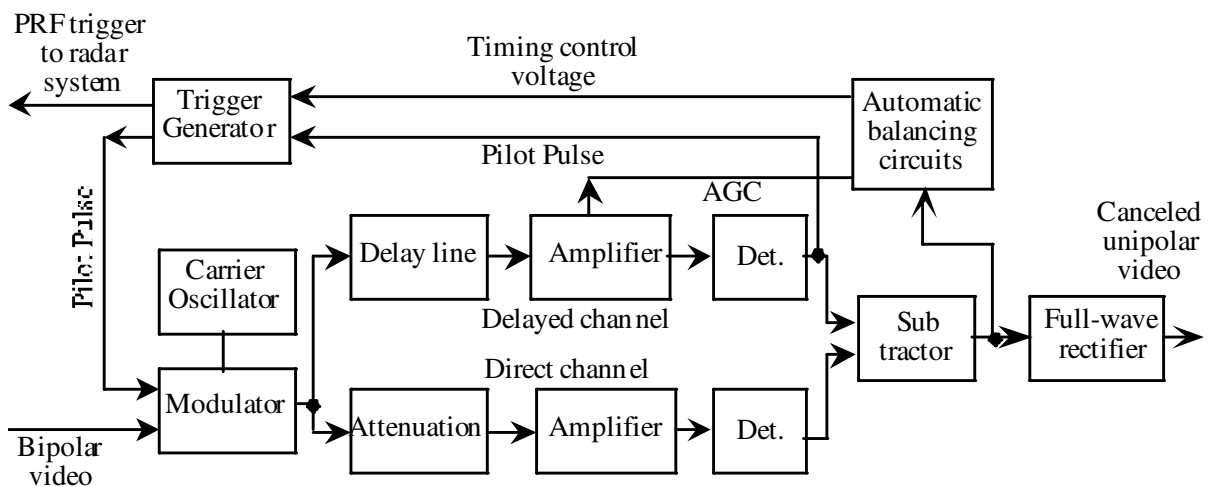 PRF trigger
to radar
system
Timing control
voltage
Trigger
Generator
Automatic
balancing
circuits
Pilot Pulse
AGC
Pilot Pulse
Canceled
unipolar
video
Delay line
Amplifier
Det.
Carrier
Oscillator
Delayed channel
Sub
tractor
Full-wave
rectifier
Direct channel
Modulator
Attenuation
Amplifier
Det.
Bipolar
video